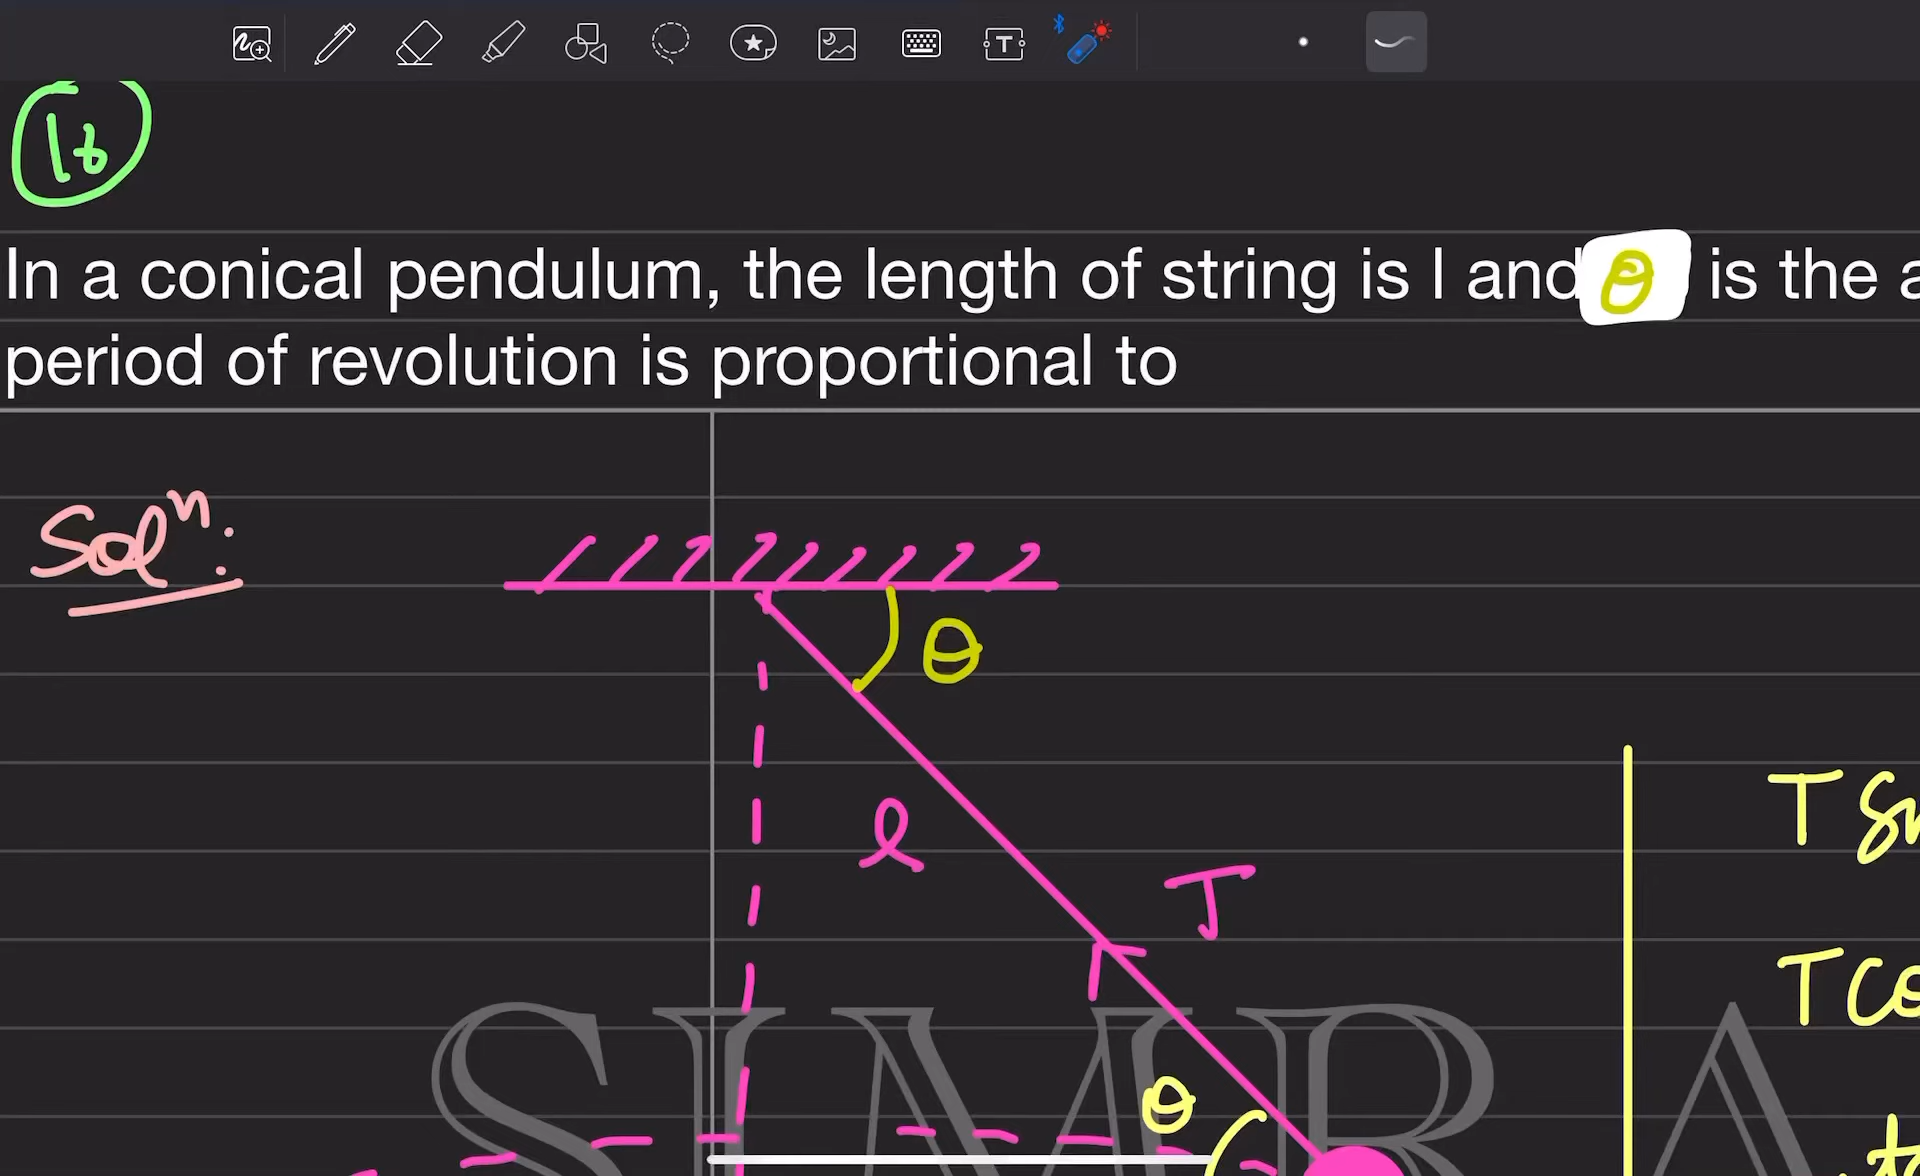 16
In a conical pendulum, the length of string is l and θ is the
period of revolution is proportional to
Solⁿ:
θ
l
T
T
T
θ
SIMRA